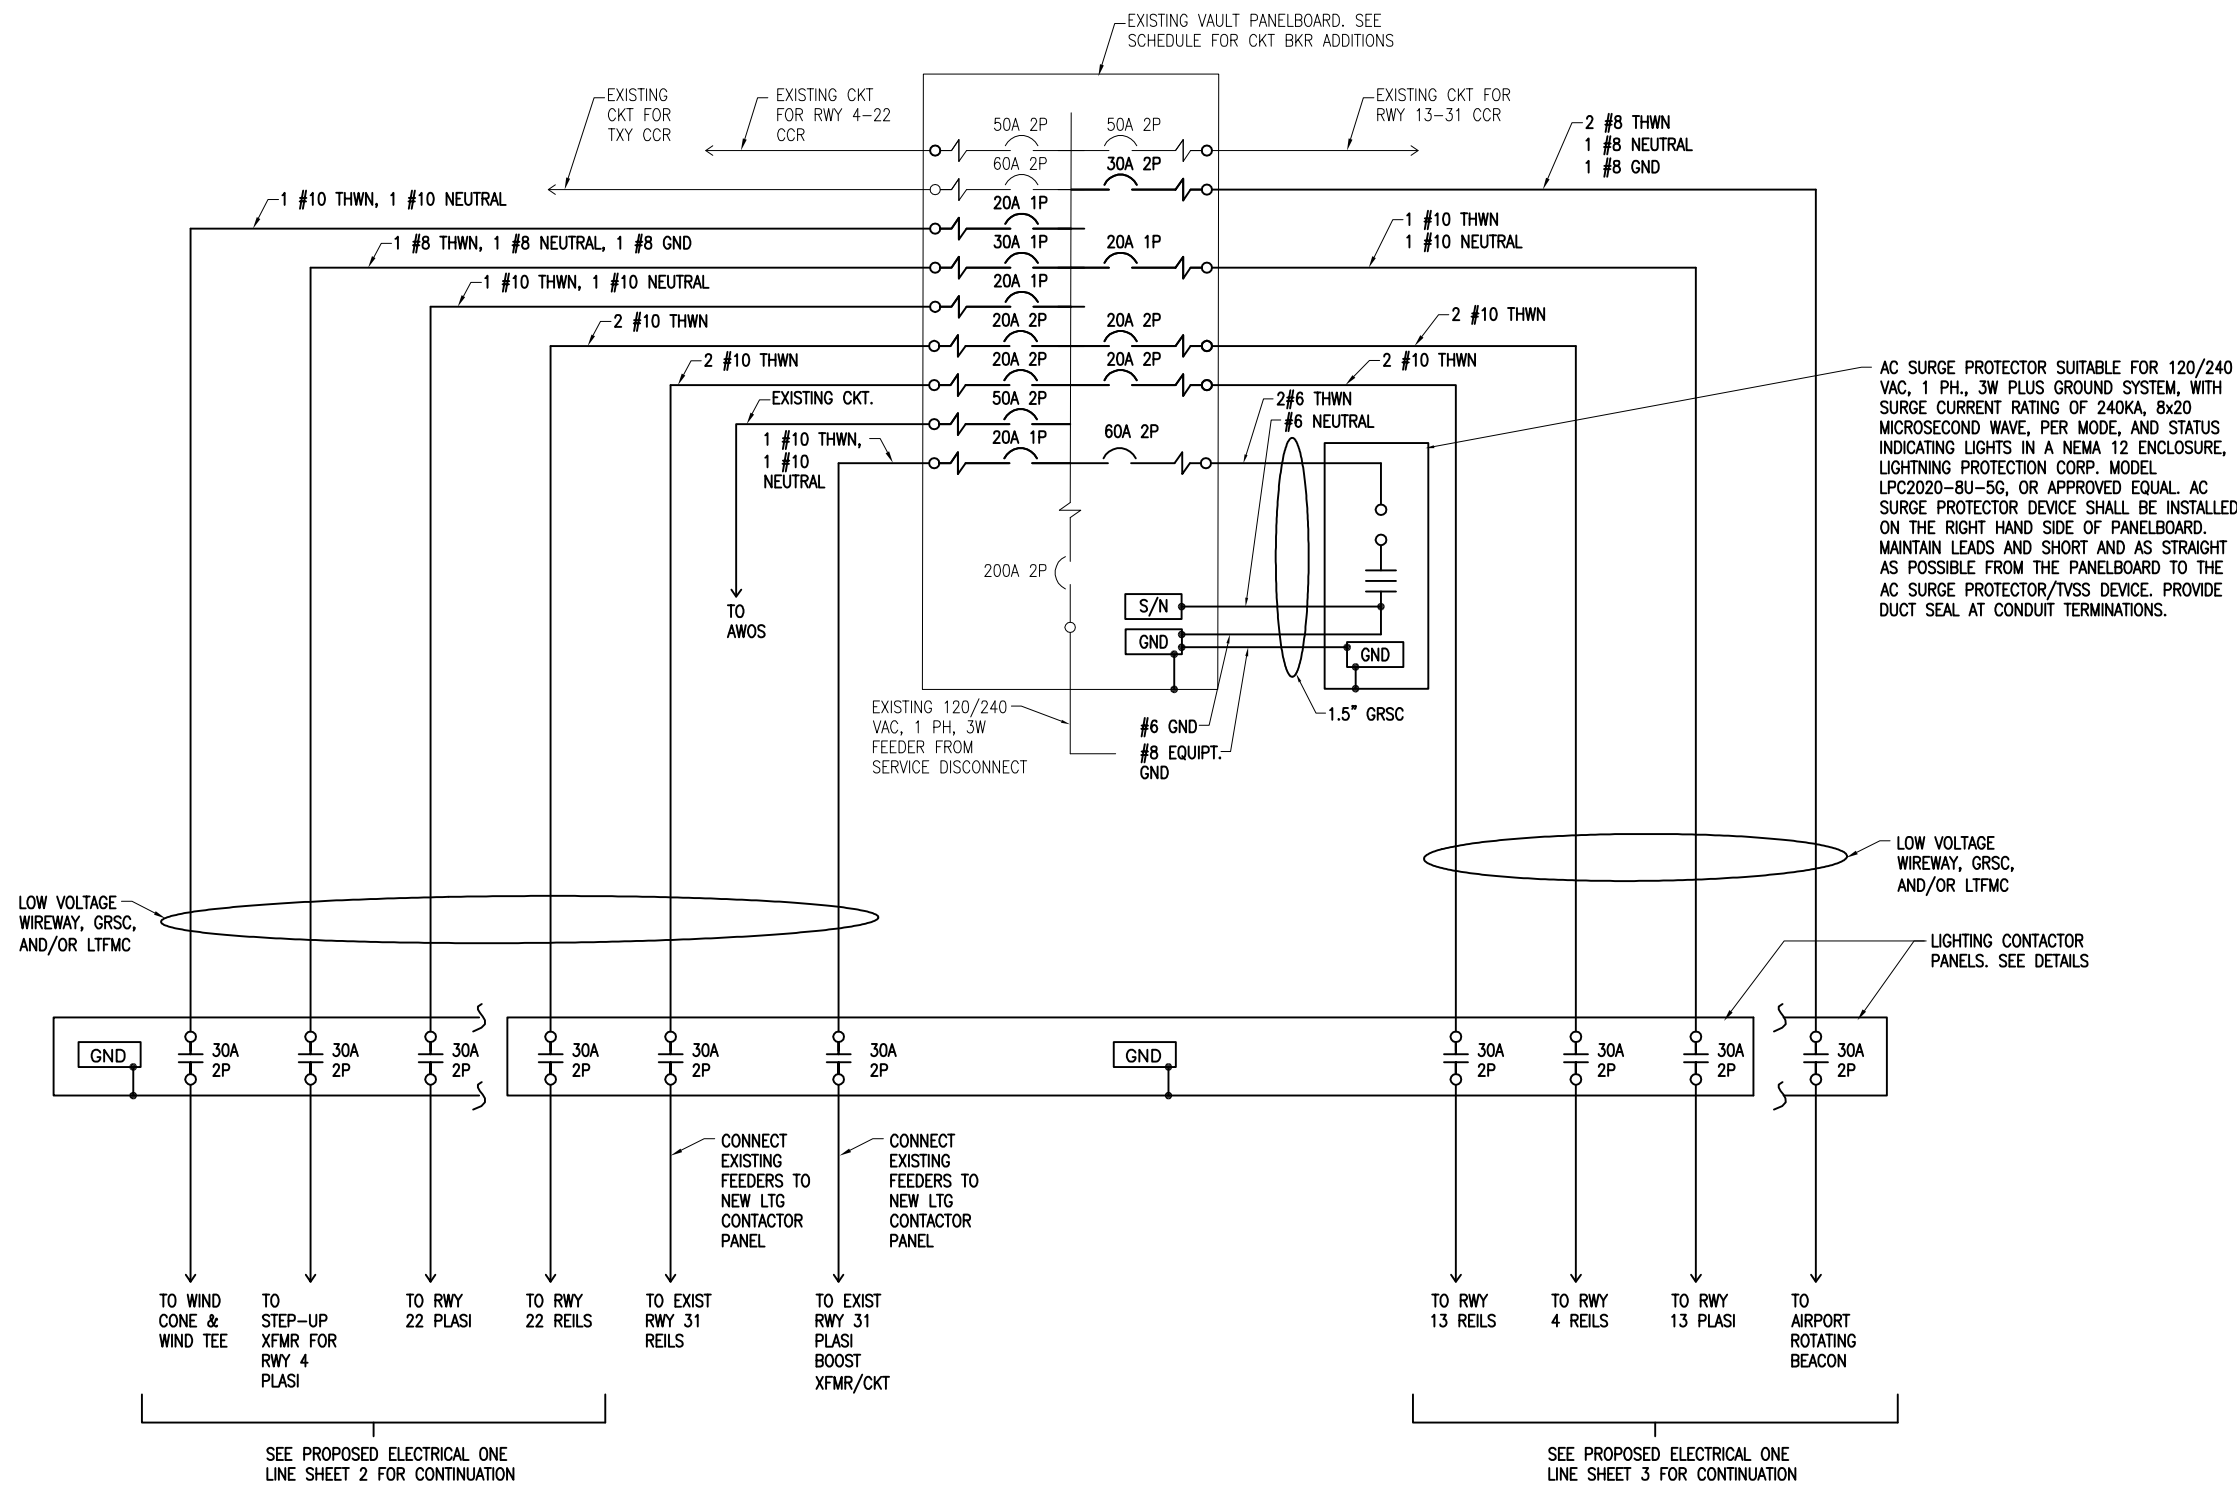 EXISTING VAULT PANELBOARD. SEE
SCHEDULE FOR CKT BKR ADDITIONS
EXISTING
CKT FOR
TXY CCR
EXISTING CKT
FOR RWY 4-22
CCR
EXISTING CKT FOR
RWY 13-31 CCR
2 #8 THWN
1 #8 NEUTRAL
1 #8 GND
50A 2P
50A 2P
60A 2P
30A 2P
20A 1P
30A 1P
20A 1P
20A 1P
20A 2P
20A 2P
20A 2P
20A 2P
50A 2P
20A 1P
60A 2P
200A 2P
1 #10 THWN, 1 #10 NEUTRAL
1 #8 THWN, 1 #8 NEUTRAL, 1 #8 GND
1 #10 THWN, 1 #10 NEUTRAL
2 #10 THWN
2 #10 THWN
EXISTING CKT.
1 #10 THWN,
1 #10
NEUTRAL
TO
AWOS
1 #10 THWN
1 #10 NEUTRAL
2 #10 THWN
2 #10 THWN
2#6 THWN
#6 NEUTRAL
S/N
GND
GND
#6 GND
#8 EQUIPT.
GND
1.5" GRSC
EXISTING 120/240
VAC, 1 PH, 3W
FEEDER FROM
SERVICE DISCONNECT
AC SURGE PROTECTOR SUITABLE FOR 120/240
VAC, 1 PH., 3W PLUS GROUND SYSTEM, WITH
SURGE CURRENT RATING OF 240KA, 8x20
MICROSECOND WAVE, PER MODE, AND STATUS
INDICATING LIGHTS IN A NEMA 12 ENCLOSURE,
LIGHTNING PROTECTION CORP. MODEL
LPC2020-8U-5G, OR APPROVED EQUAL. AC
SURGE PROTECTOR DEVICE SHALL BE INSTALLED
ON THE RIGHT HAND SIDE OF PANELBOARD.
MAINTAIN LEADS AND SHORT AND AS STRAIGHT
AS POSSIBLE FROM THE PANELBOARD TO THE
AC SURGE PROTECTOR/TVSS DEVICE. PROVIDE
DUCT SEAL AT CONDUIT TERMINATIONS.
LOW VOLTAGE
WIREWAY, GRSC,
AND/OR LTFMC
LOW VOLTAGE
WIREWAY, GRSC,
AND/OR LTFMC
LIGHTING CONTACTOR
PANELS. SEE DETAILS
GND
30A
2P
30A
2P
30A
2P
30A
2P
30A
2P
30A
2P
GND
30A
2P
30A
2P
30A
2P
30A
2P
CONNECT
EXISTING
FEEDERS TO
NEW LTG
CONTACTOR
PANEL
CONNECT
EXISTING
FEEDERS TO
NEW LTG
CONTACTOR
PANEL
TO WIND
CONE &
WIND TEE
TO
STEP-UP
XFMR FOR
RWY 4
PLASI
TO RWY
22 PLASI
TO RWY
22 REILS
TO EXIST
RWY 31
REILS
TO EXIST
RWY 31
PLASI
BOOST
XFMR/CKT
TO RWY
13 REILS
TO RWY
4 REILS
TO RWY
13 PLASI
TO
AIRPORT
ROTATING
BEACON
SEE PROPOSED ELECTRICAL ONE
LINE SHEET 2 FOR CONTINUATION
SEE PROPOSED ELECTRICAL ONE
LINE SHEET 3 FOR CONTINUATION